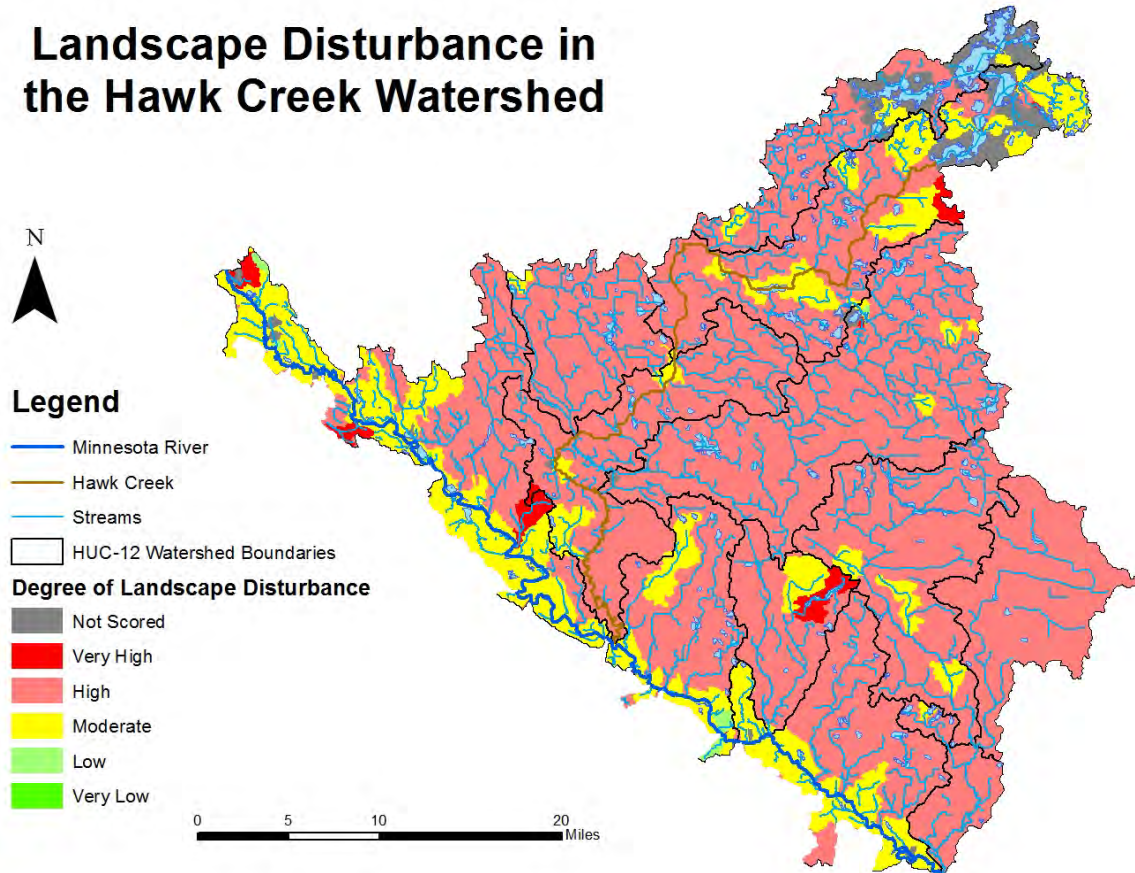 Landscape Disturbance in
the Hawk Creek Watershed
N
Legend
Minnesota River
Hawk Creek
Streams
HUC-12 Watershed Boundaries
Degree of Landscape Disturbance
Not Scored
Very High
High
Moderate
Low
Very Low
0 5 10 20
Miles